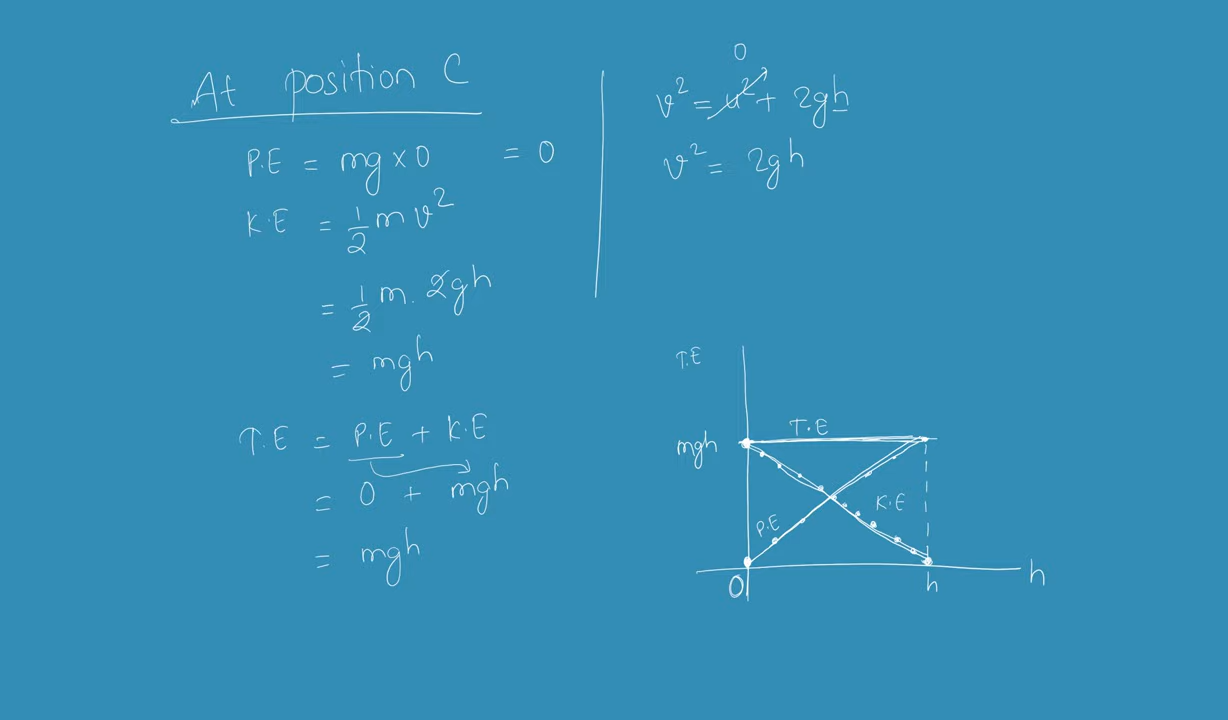 At position C
P.E = mg × 0 = 0
K.E = 1/2 m v²
= 1/2 m. 2gh
= mgh
T.E = P.E + K.E
= 0 + mgh
= mgh
0
v² = u² + 2gh
v² = 2gh
T.E
mgh
T.E
P.E
K.E
0
h
h